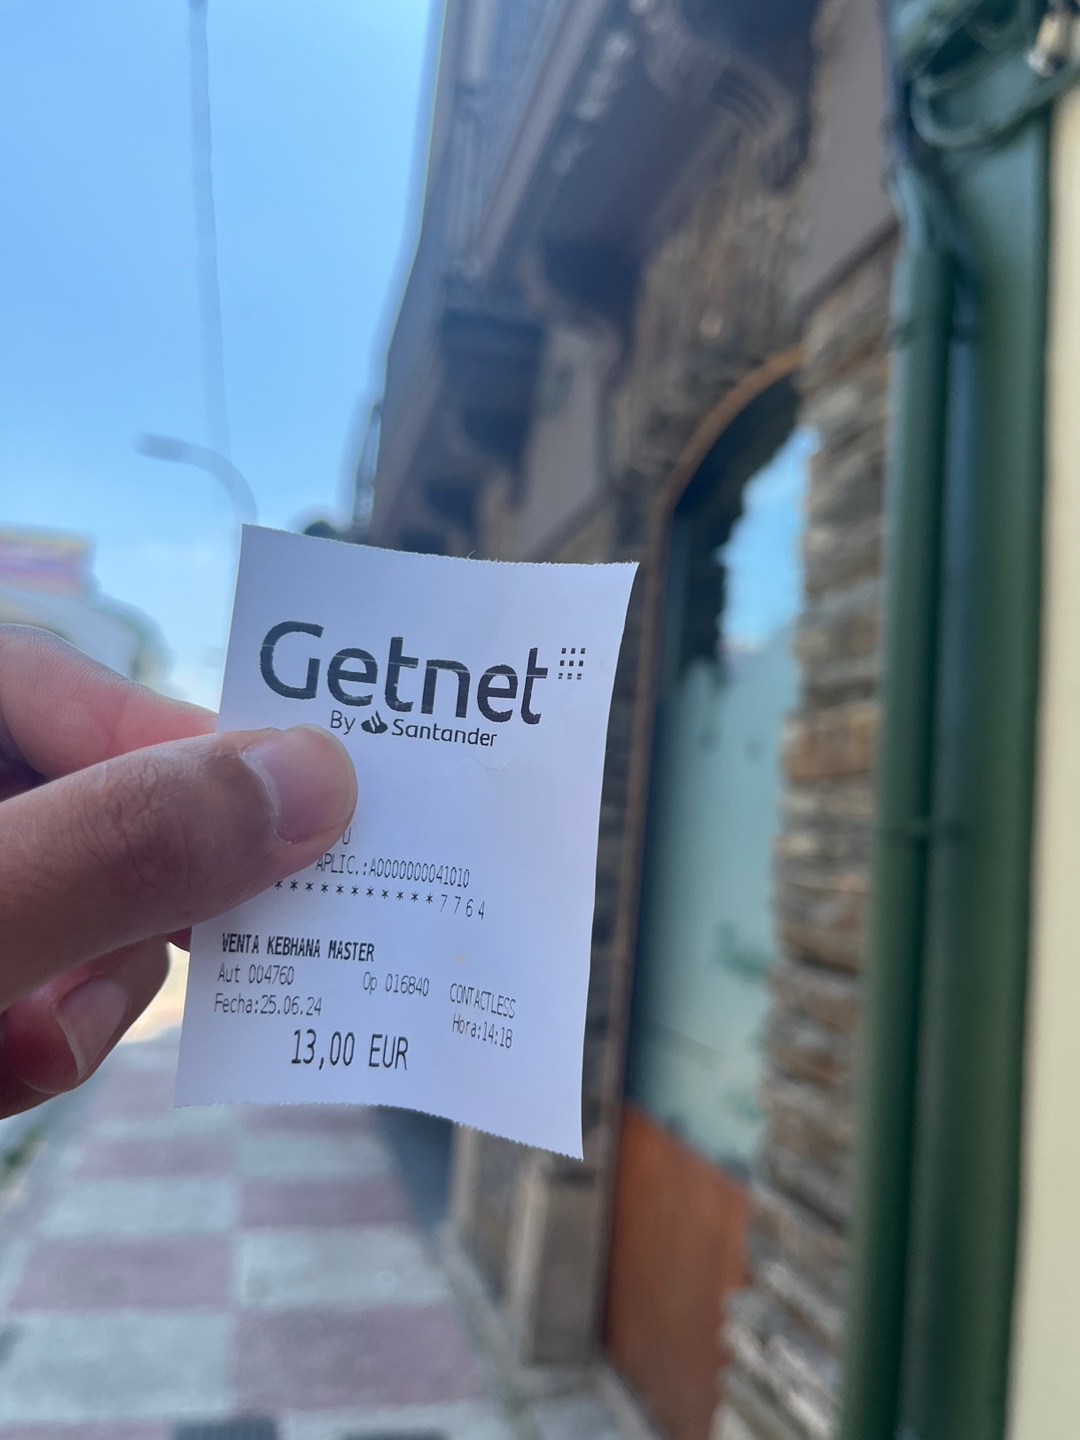 Getnet
By Santander
APLIC.:A0000000041010
***********7764
VENTA KEBHANA MASTER
Aut 004760 Op 016840 CONTACTLESS
Fecha:25.06.24 Hora:14:18
13,00 EUR